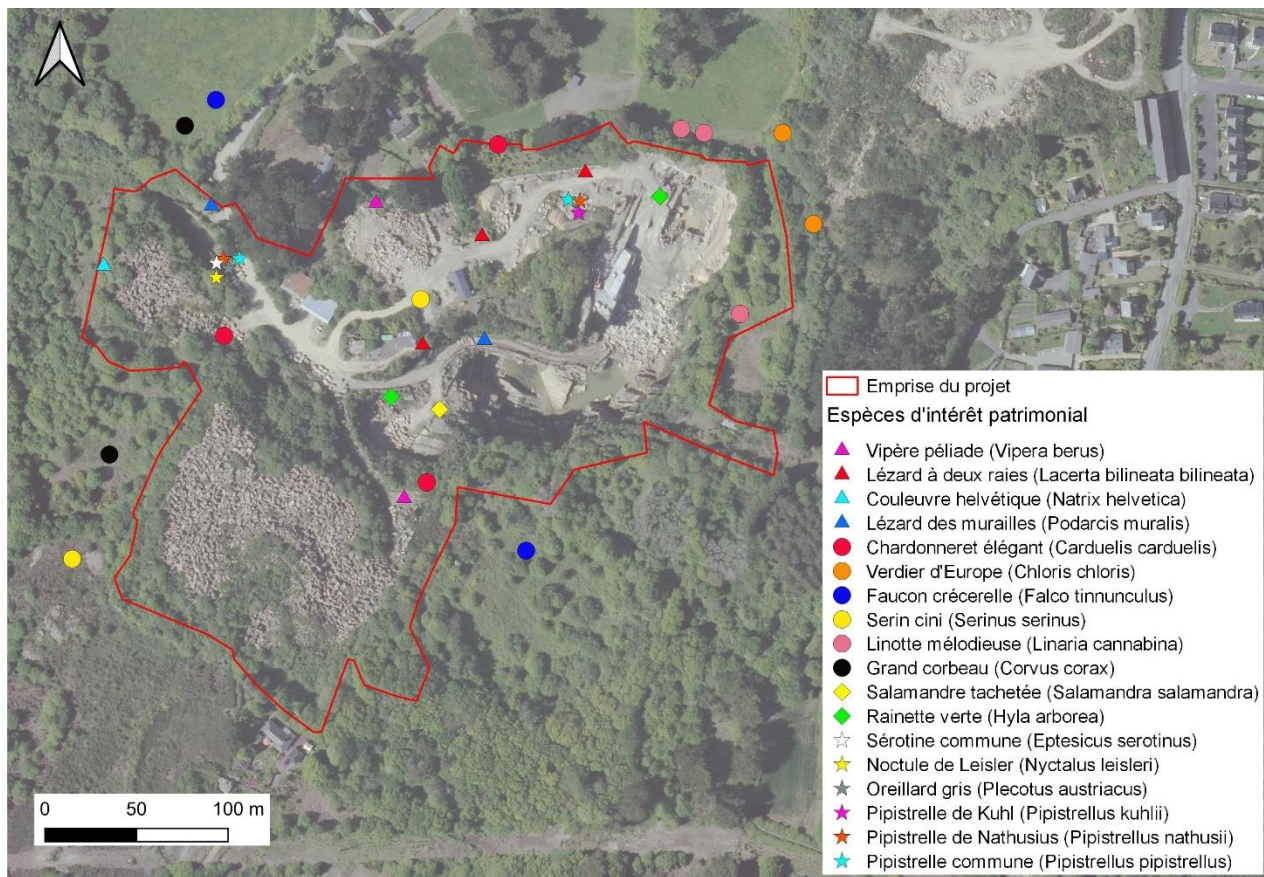 Emprise du projet
Espèces d'intérêt patrimonial
Vipère péliade (Vipera berus)
Lézard à deux raies (Lacerta bilineata bilineata)
Couleuvre helvétique (Natrix helvetica)
Lézard des murailles (Podarcis muralis)
Chardonneret élégant (Carduelis carduelis)
Verdier d'Europe (Chloris chloris)
Faucon crécerelle (Falco tinnunculus)
Serin cini (Serinus serinus)
Linotte mélodieuse (Linaria cannabina)
Grand corbeau (Corvus corax)
Salamandre tachetée (Salamandra salamandra)
Rainette verte (Hyla arborea)
Sérotine commune (Eptesicus serotinus)
Noctule de Leisler (Nyctalus leisleri)
Oreillard gris (Plecotus austriacus)
Pipistrelle de Kuhl (Pipistrellus kuhlii)
Pipistrelle de Nathusius (Pipistrellus nathusii)
Pipistrelle commune (Pipistrellus pipistrellus)
0 50 100 m